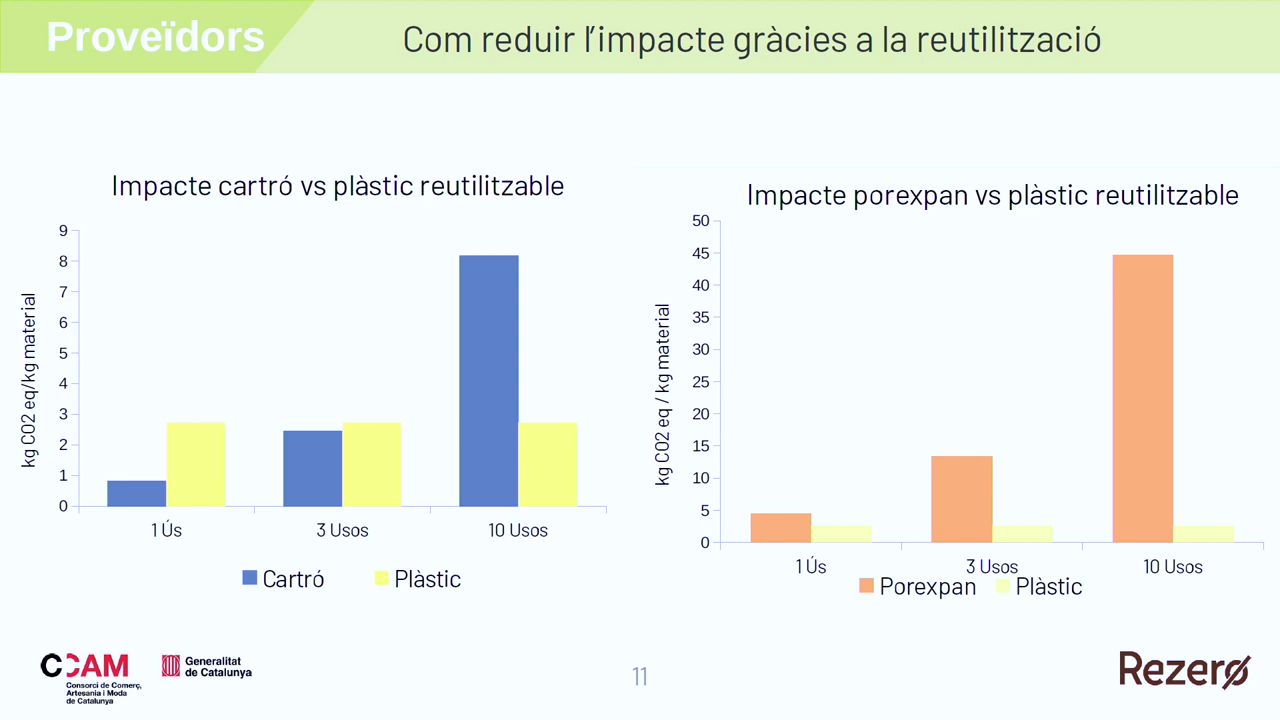 Proveïdors
Com reduir l'impacte gràcies a la reutilització
Impacte cartró vs plàstic reutilitzable
kg CO2 eq/kg material
9
8
7
6
5
4
3
2
1
0
1 Ús
3 Usos
10 Usos
Cartró
Plàstic
Impacte porexpan vs plàstic reutilitzable
kg CO2 eq / kg material
50
45
40
35
30
25
20
15
10
5
0
1 Ús
3 Usos
10 Usos
Porexpan
Plàstic
CCAM
Consorci de Comerç,
Artesania i Moda
de Catalunya
Generalitat
de Catalunya
11
Rezero